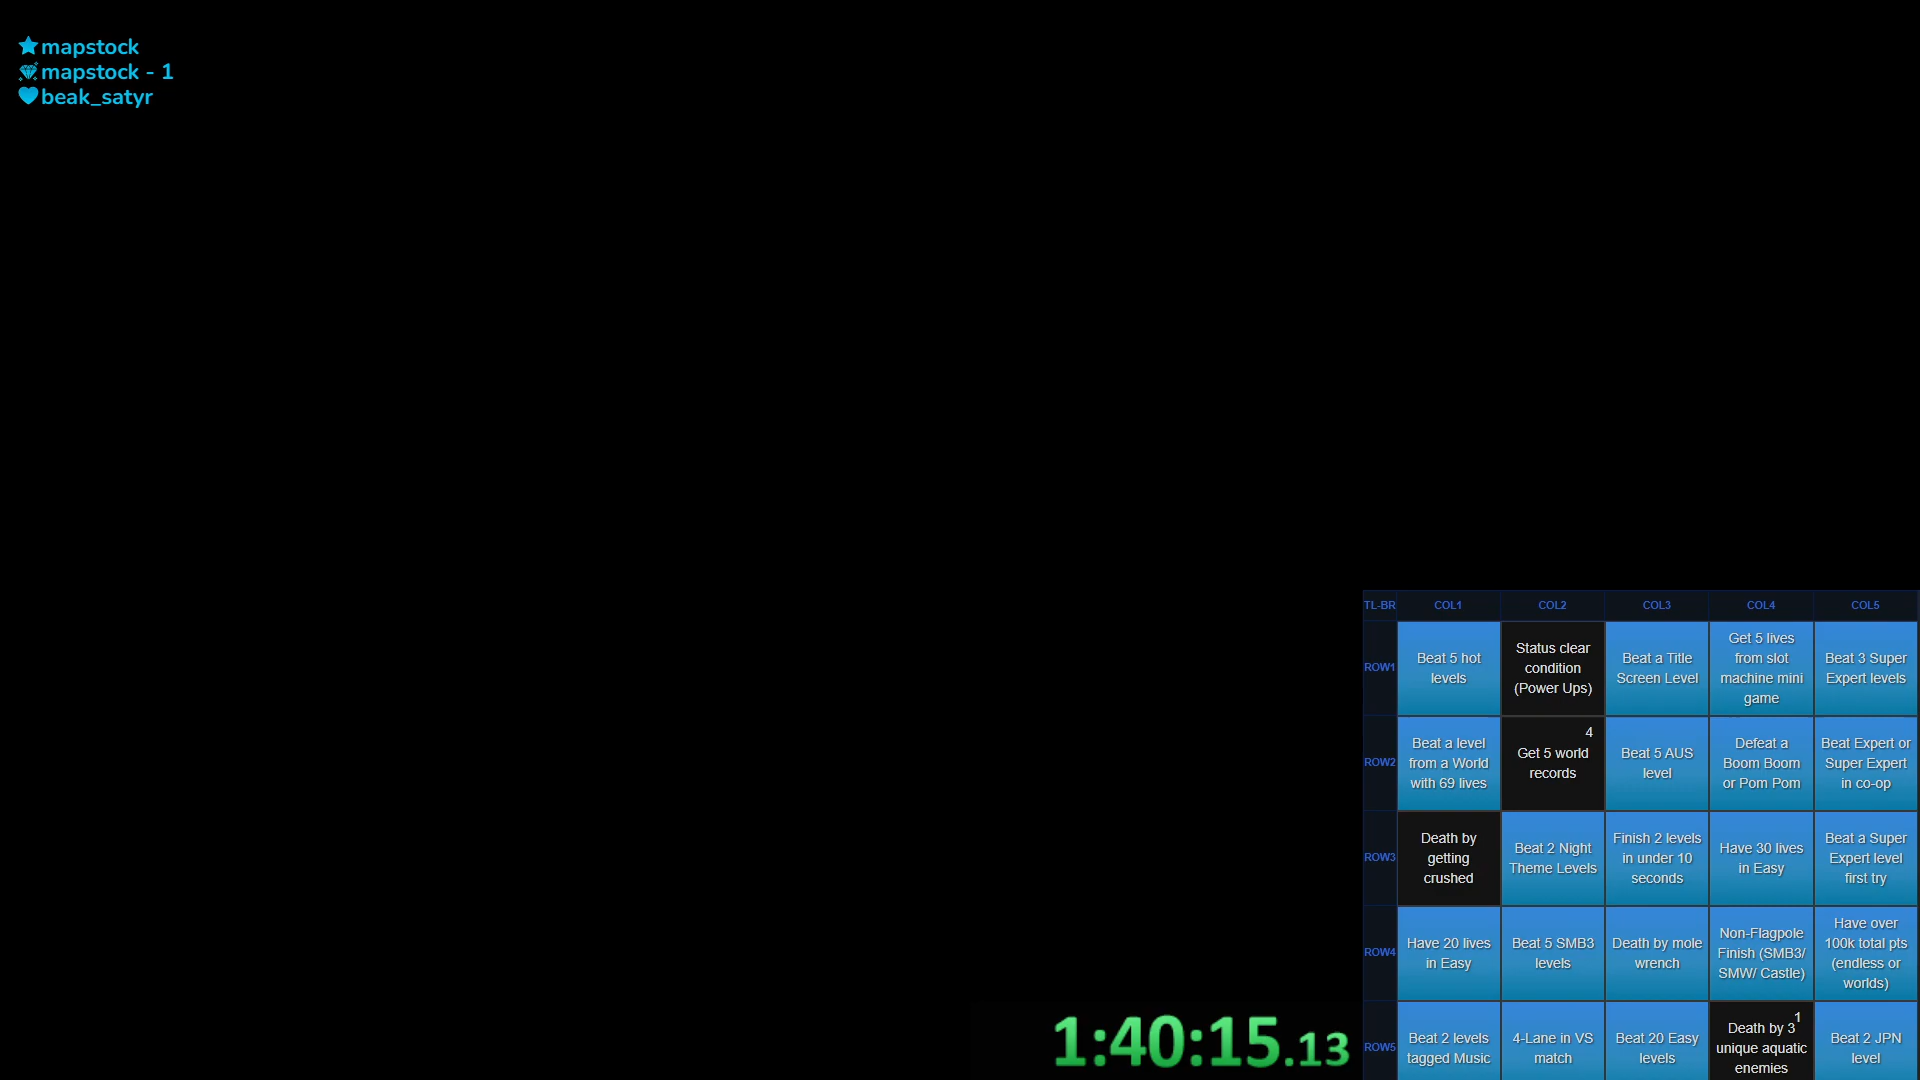 mapstock
mapstock - 1
beak_satyr
TL-BR COL1 COL2 COL3 COL4 COL5
ROW1
Beat 5 hot
levels
Status clear
condition
(Power Ups)
Beat a Title
Screen Level
Get 5 lives
from slot
machine mini
game
Beat 3 Super
Expert levels
ROW2
Beat a level
from a World
with 69 lives
4
Get 5 world
records
Beat 5 AUS
level
Defeat a
Boom Boom
or Pom Pom
Beat Expert or
Super Expert
in co-op
ROW3
Death by
getting
crushed
Beat 2 Night
Theme Levels
Finish 2 levels
in under 10
seconds
Have 30 lives
in Easy
Beat a Super
Expert level
first try
ROW4
Have 20 lives
in Easy
Beat 5 SMB3
levels
Death by mole
wrench
Non-Flagpole
Finish (SMB3/
SMW/ Castle)
Have over
100k total pts
(endless or
worlds)
ROW5
Beat 2 levels
tagged Music
4-Lane in VS
match
Beat 20 Easy
levels
1
Death by 3
unique aquatic
enemies
Beat 2 JPN
level
1:40:15.13